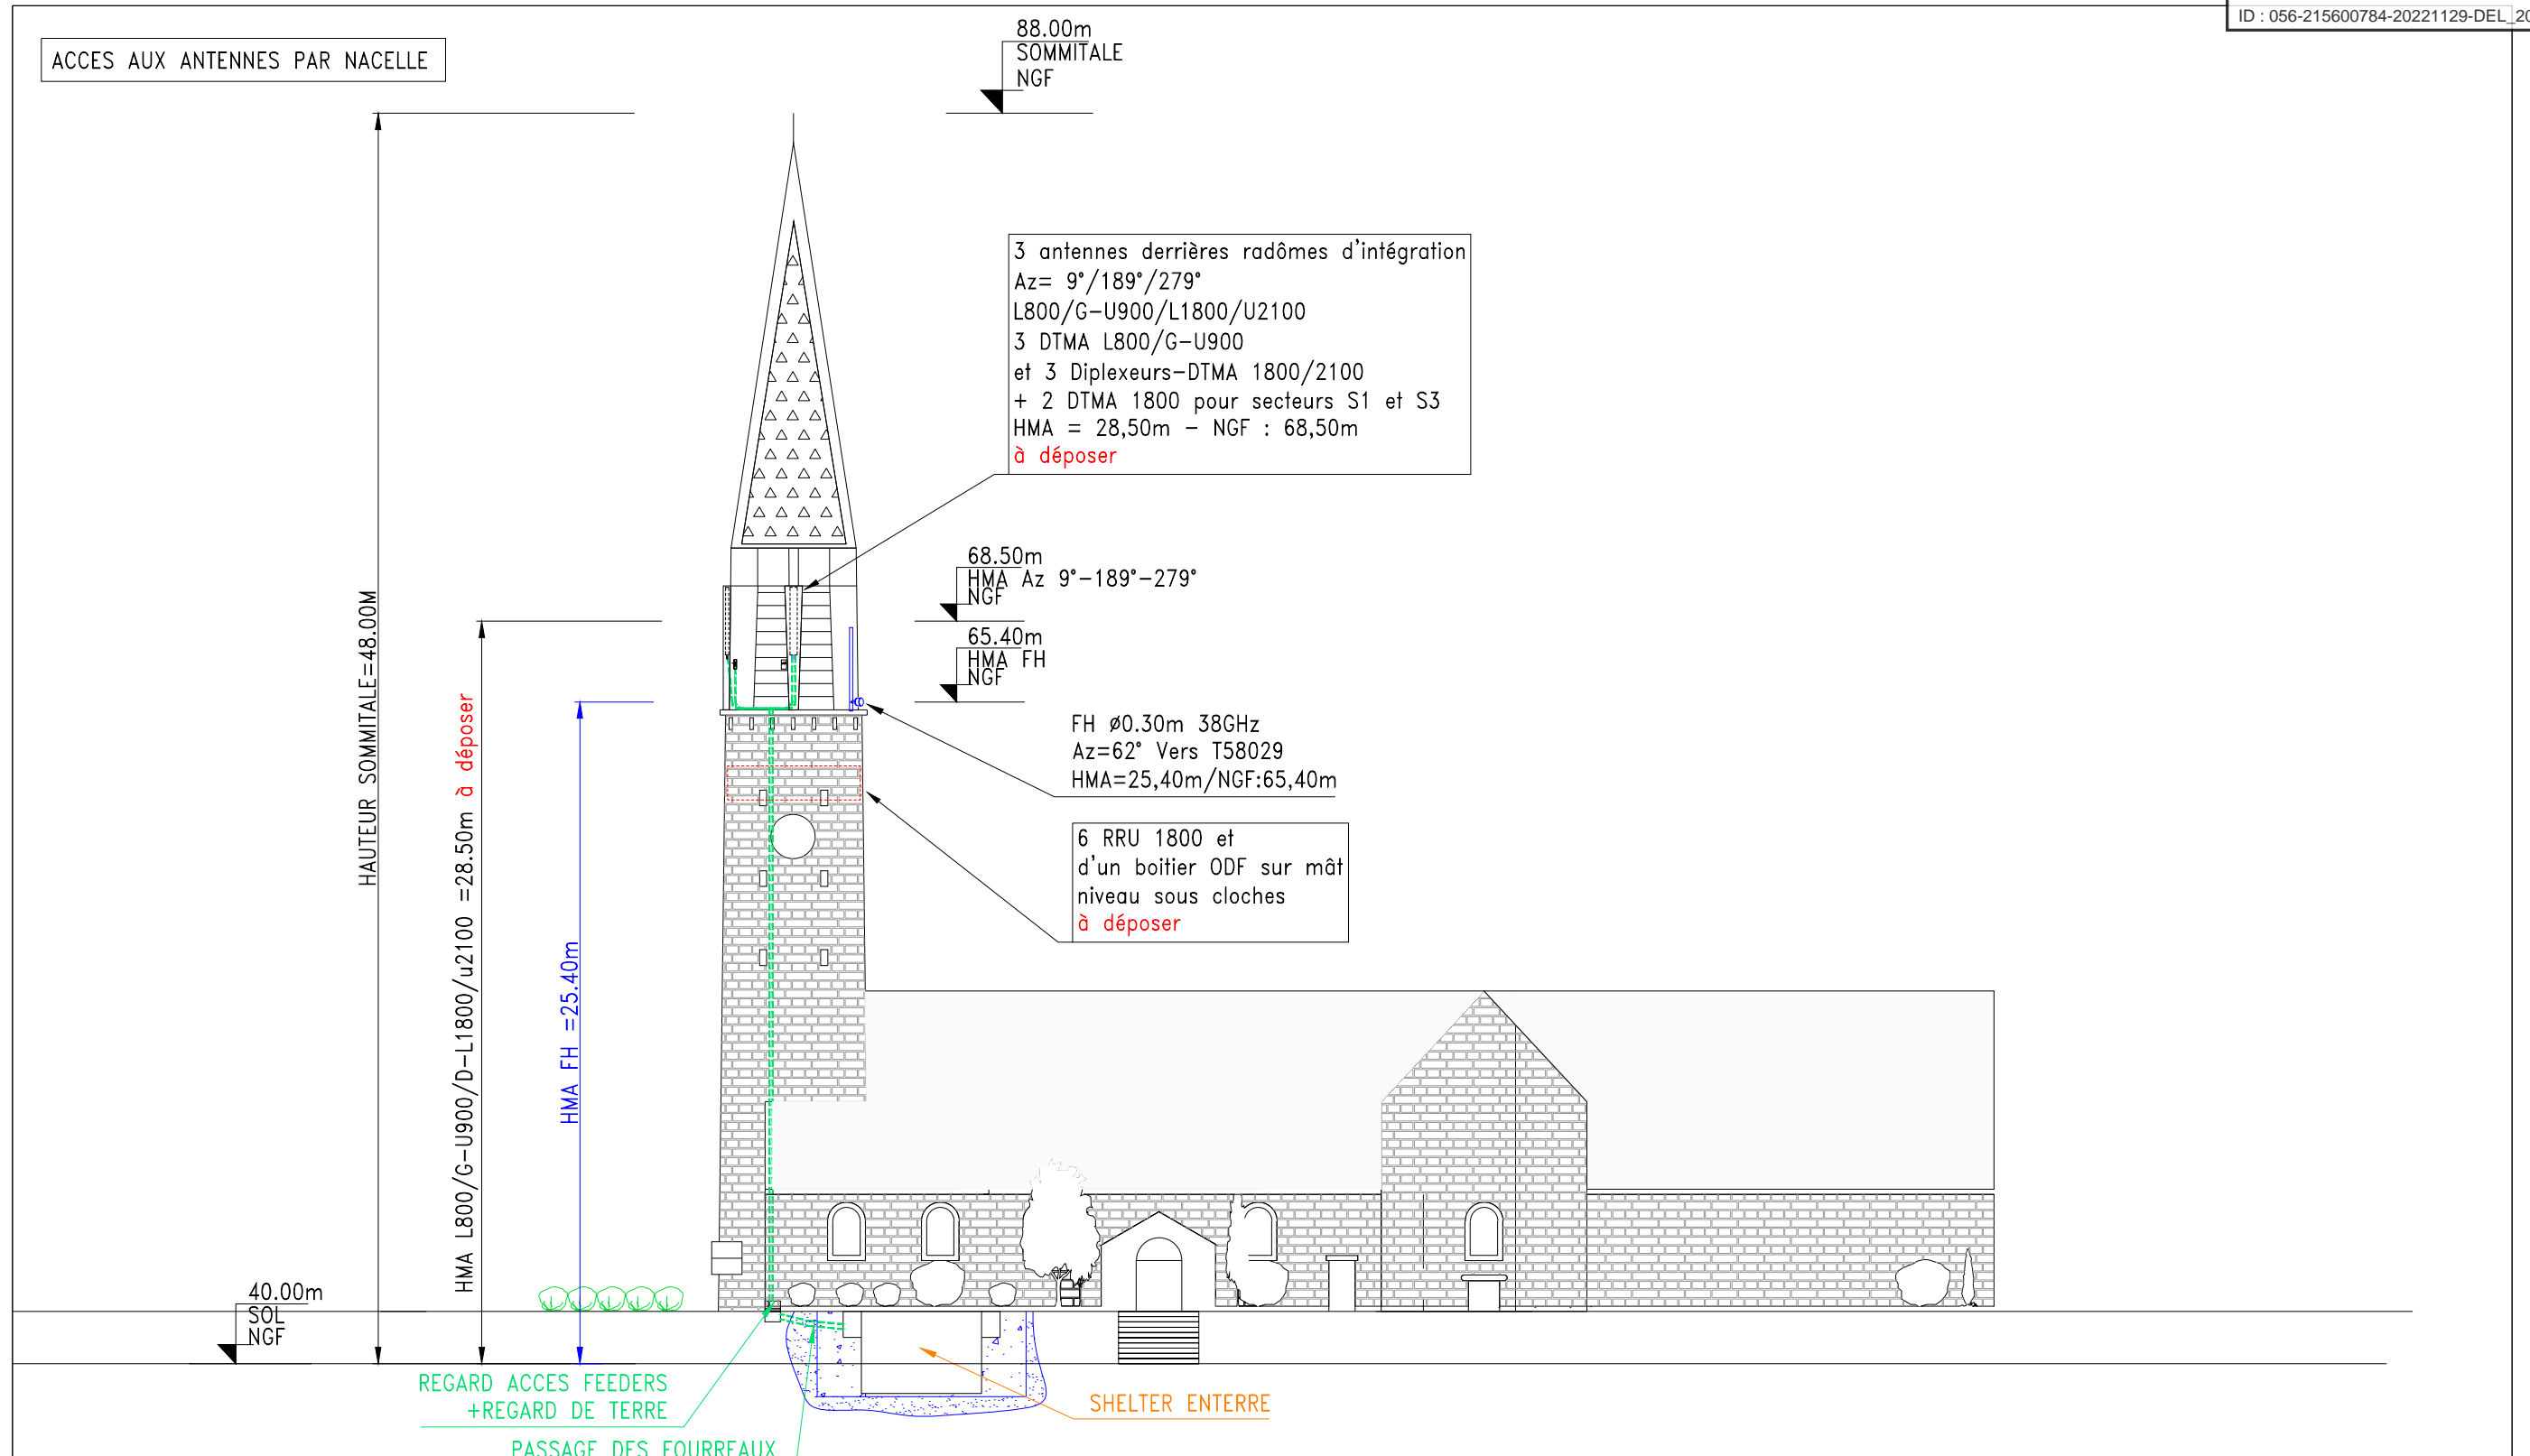 ID : 056-215600784-20221129-DEL_20
ACCES AUX ANTENNES PAR NACELLE
88.00m
SOMMITALE
NGF
3 antennes derrières radômes d'intégration
Az= 9°/189°/279°
L800/G-U900/L1800/U2100
3 DTMA L800/G-U900
et 3 Diplexeurs-DTMA 1800/2100
+ 2 DTMA 1800 pour secteurs S1 et S3
HMA = 28,50m - NGF : 68,50m
à déposer
68.50m
HMA Az 9°-189°-279°
NGF
65.40m
HMA FH
NGF
FH ø0.30m 38GHz
Az=62° Vers T58029
HMA=25,40m/NGF:65,40m
6 RRU 1800 et
d'un boitier ODF sur mât
niveau sous cloches
à déposer
HAUTEUR SOMMITALE=48.00M
HMA L800/G-U900/D-L1800/u2100 =28.50m à déposer
HMA FH =25.40m
40.00m
SOL
NGF
REGARD ACCES FEEDERS
+REGARD DE TERRE
SHELTER ENTERRE
PASSAGE DES FOURREAUX